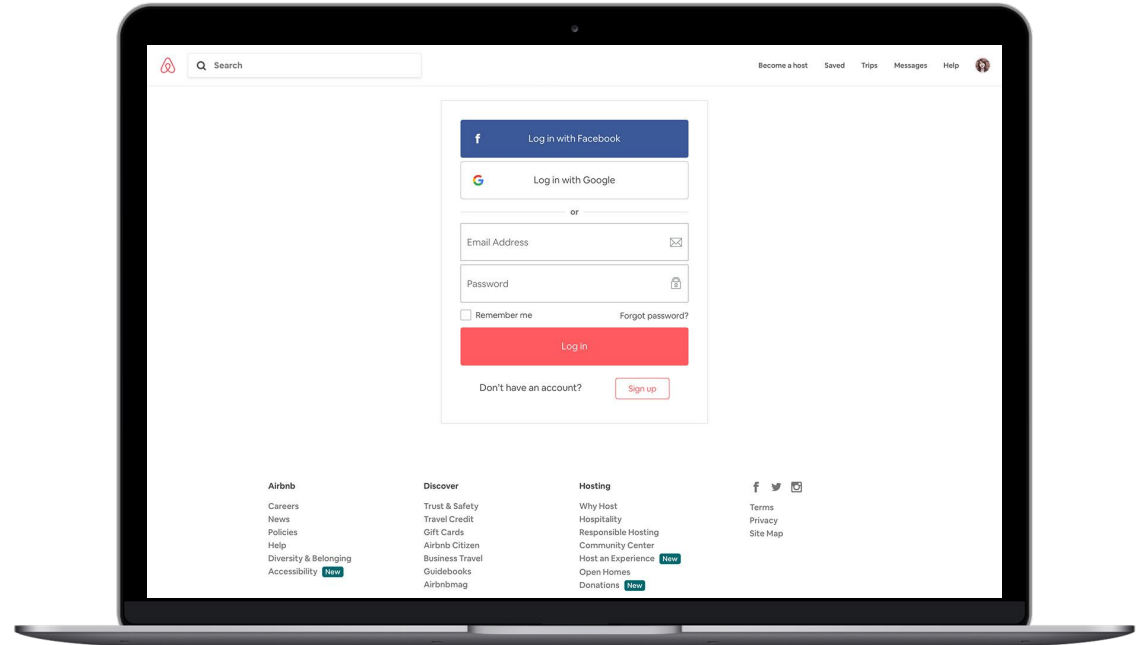 Search
Become a host Saved Trips Messages Help
Log in with Facebook
Log in with Google
or
Email Address
Password
Remember me Forgot password?
Log in
Don't have an account? Sign up
Airbnb
Careers
News
Policies
Help
Diversity & Belonging
Accessibility New
Discover
Trust & Safety
Travel Credit
Gift Cards
Airbnb Citizen
Business Travel
Guidebooks
Airbnbmag
Hosting
Why Host
Hospitality
Responsible Hosting
Community Center
Host an Experience New
Open Homes
Donations New
Terms
Privacy
Site Map